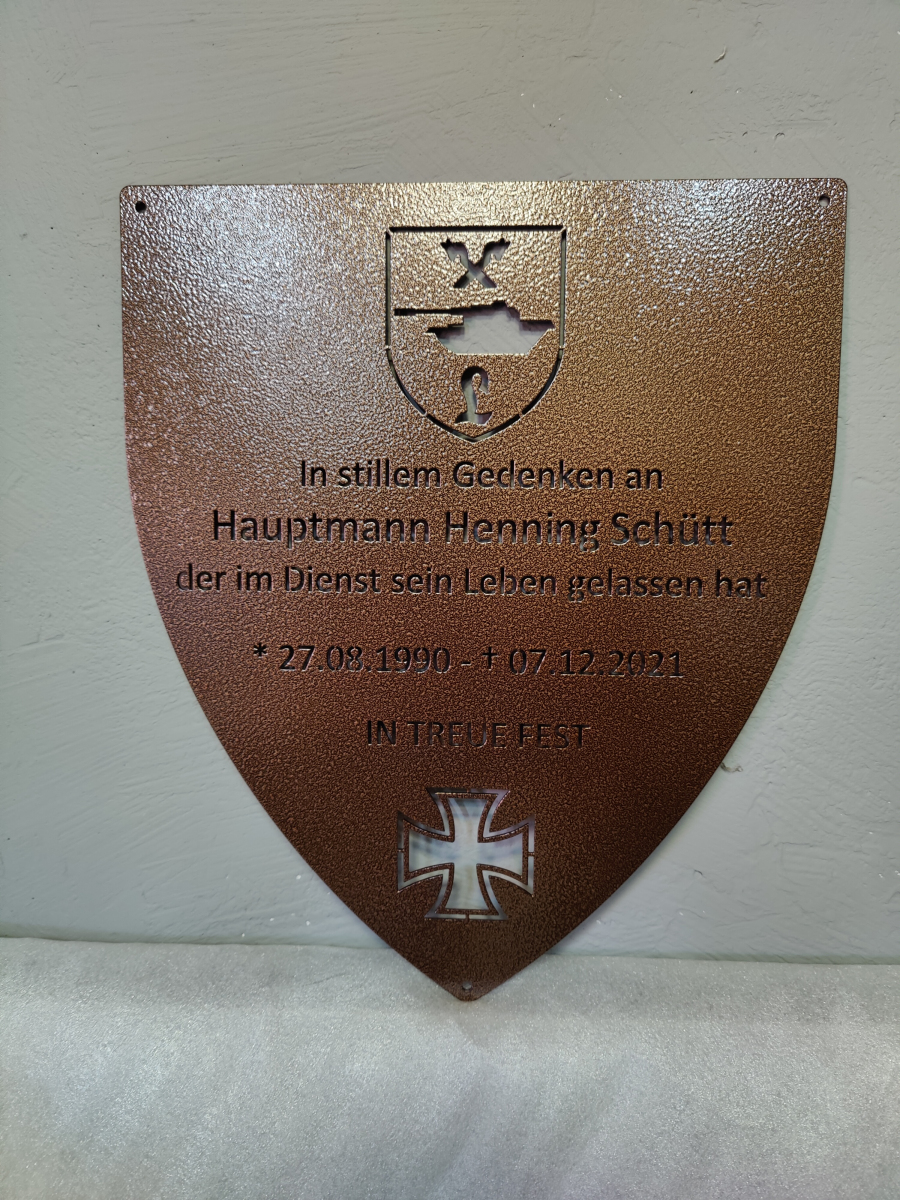 In stillem Gedenken an
Hauptmann Henning Schütt
der im Dienst sein Leben gelassen hat
* 27.08.1990 - † 07.12.2021
IN TREUE FEST